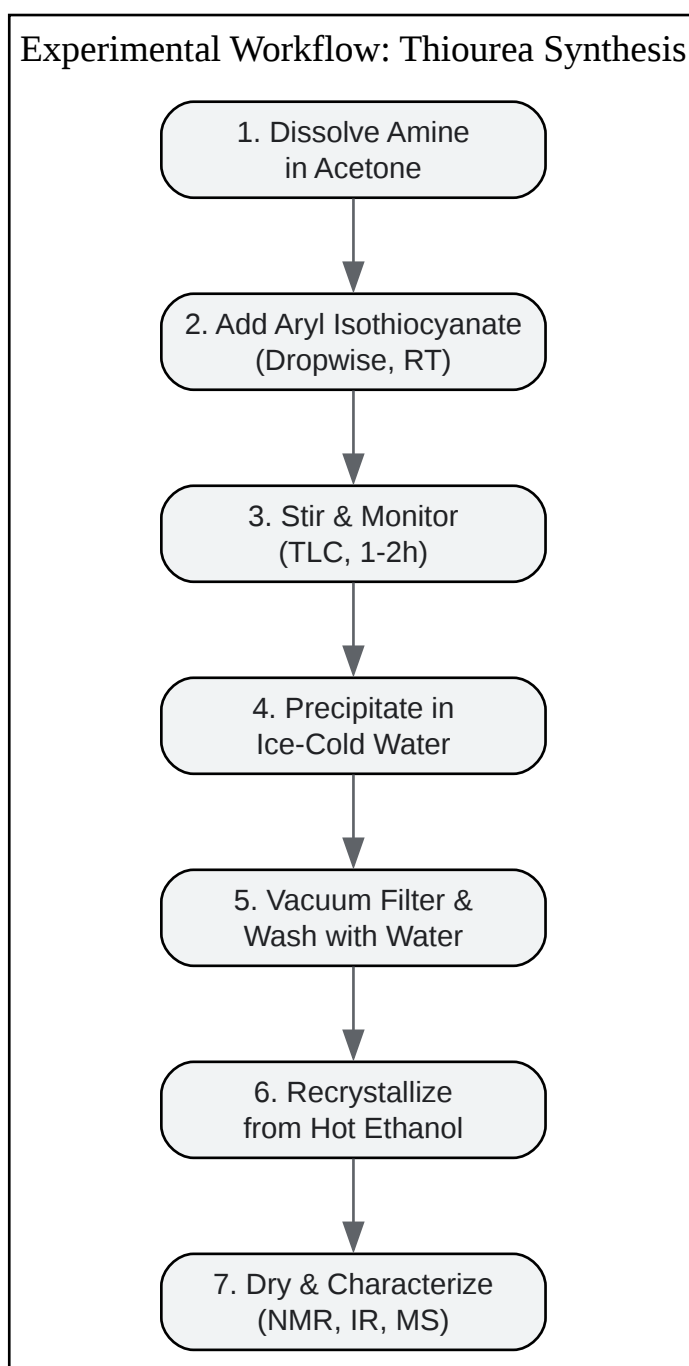 Experimental Workflow: Thiourea Synthesis
1. Dissolve Amine
in Acetone
2. Add Aryl Isothiocyanate
(Dropwise, RT)
3. Stir & Monitor
(TLC, 1-2h)
4. Precipitate in
Ice-Cold Water
5. Vacuum Filter &
Wash with Water
6. Recrystallize
from Hot Ethanol
7. Dry & Characterize
(NMR, IR, MS)